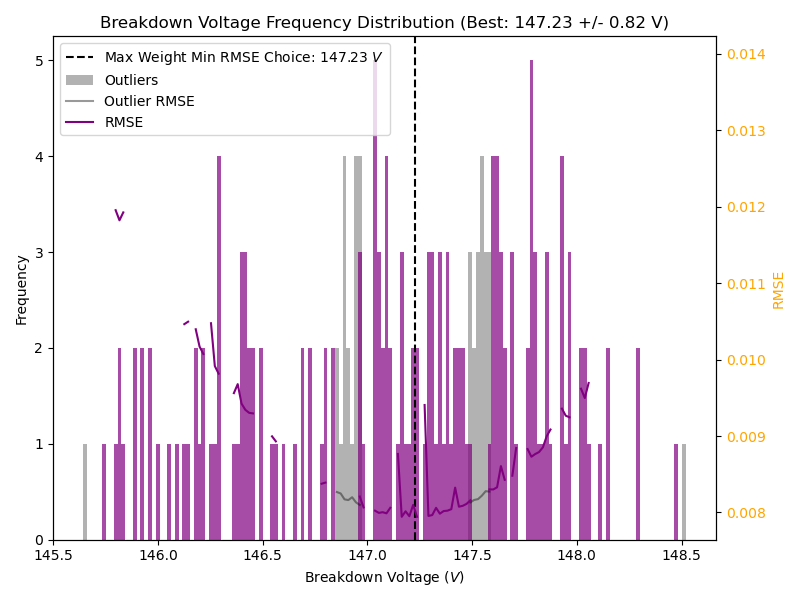 Breakdown Voltage Frequency Distribution (Best: 147.23 +/- 0.82 V)
Max Weight Min RMSE Choice: 147.23 V
Outliers
Outlier RMSE
RMSE
Frequency
5
4
3
2
1
0
0.014
0.013
0.012
0.011
0.010
0.009
0.008
RMSE
145.5 146.0 146.5 147.0 147.5 148.0 148.5
Breakdown Voltage (V)